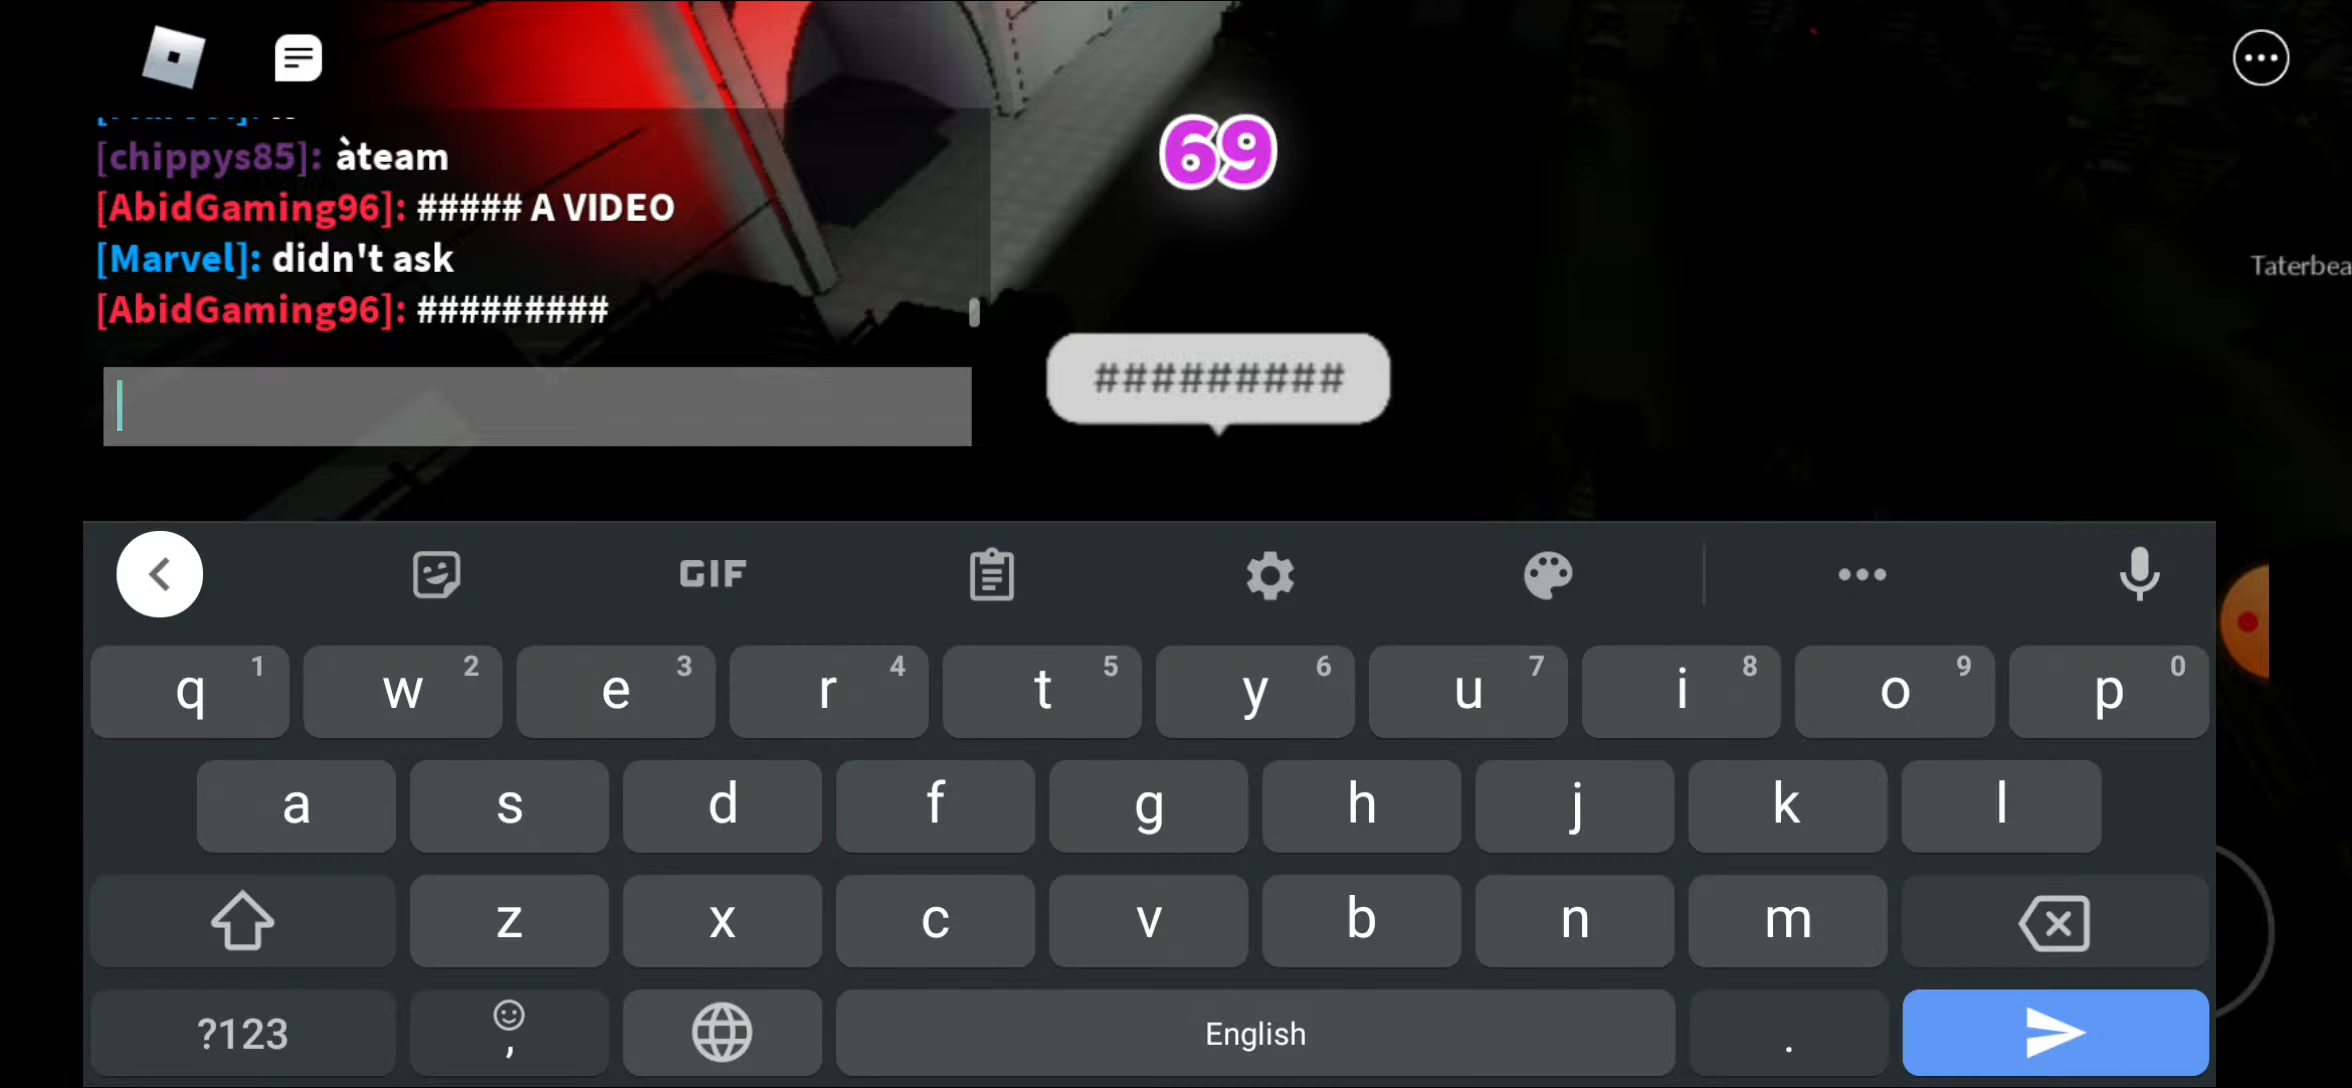 [chippys85]: àteam
69
[AbidGaming96]: ##### A VIDEO
[Marvel]: didn't ask
Taterbea
[AbidGaming96]: #########
#########
GIF
q 1 w 2 e 3 r 4 t 5 y 6 u 7 i 8 o 9 p 0
a s d f g h j k l
z x c v b n m
?123 , English .